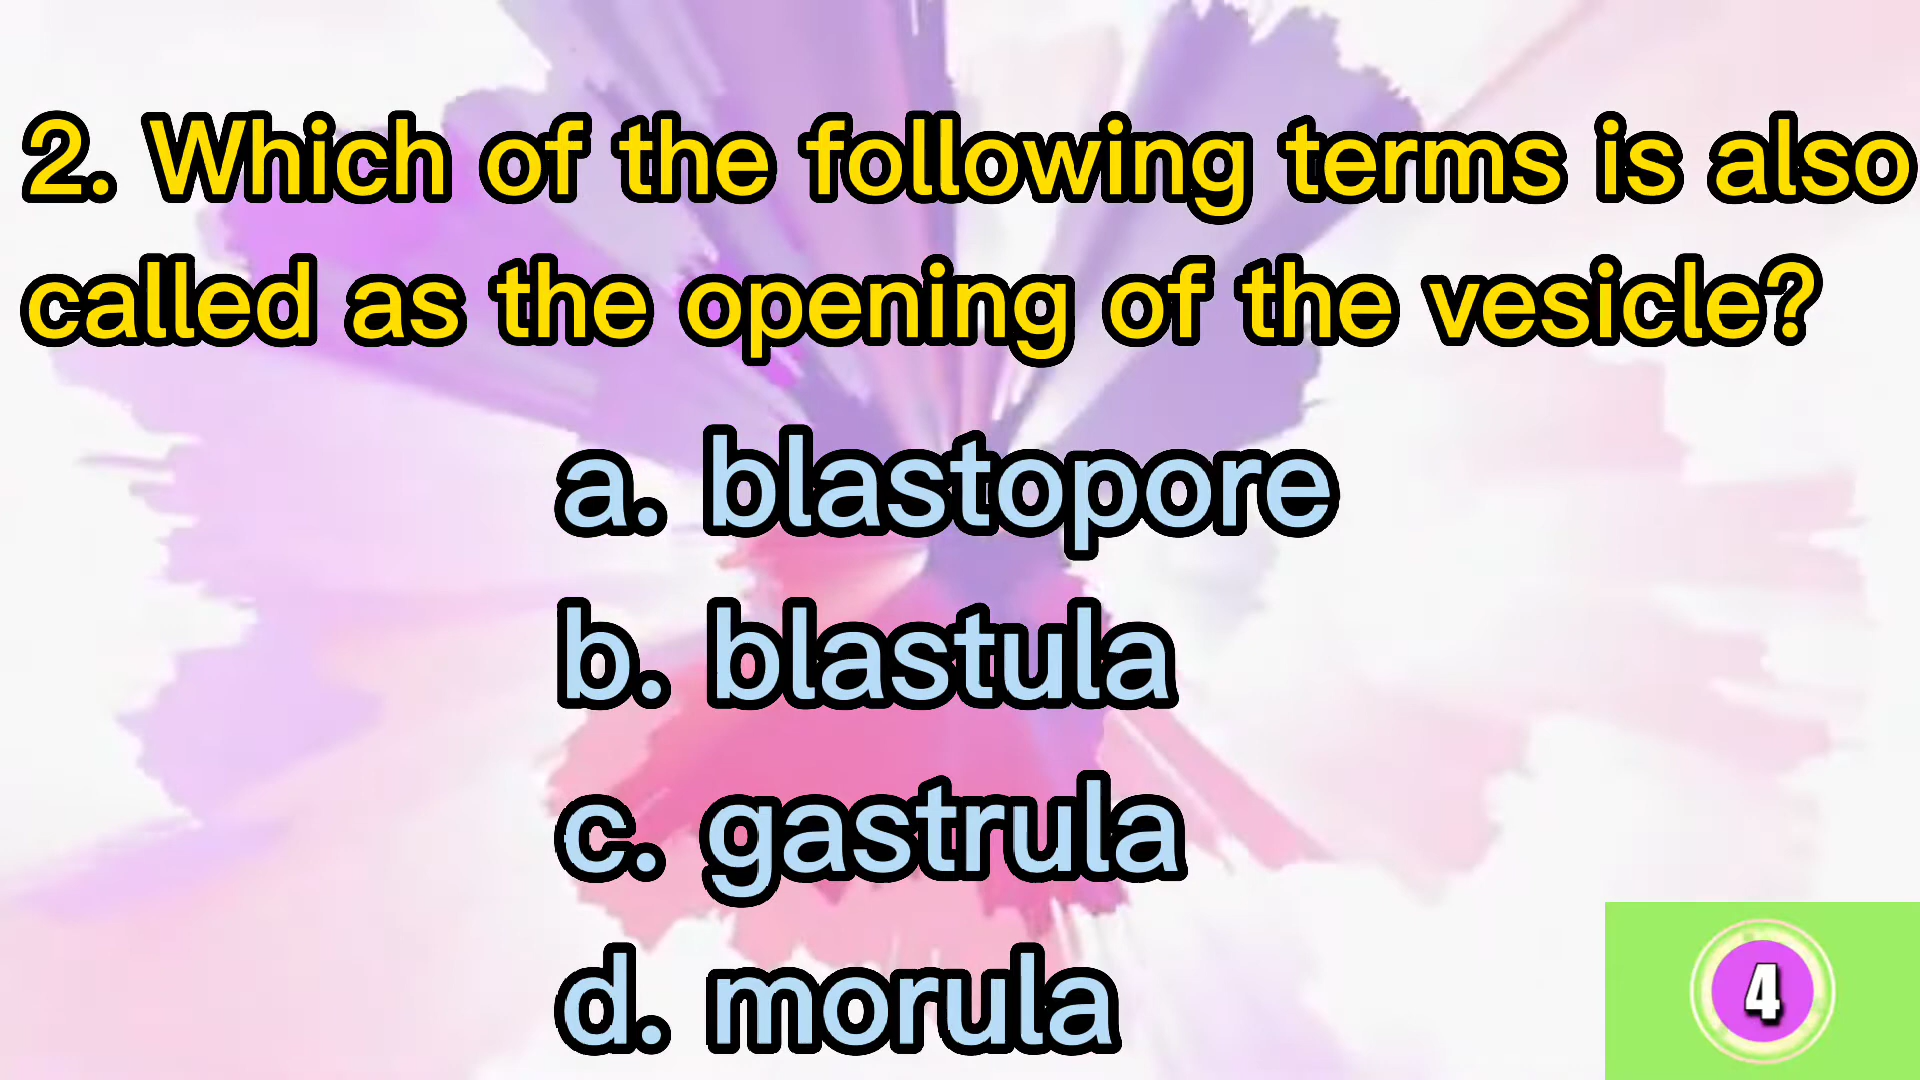 2. Which of the following terms is also
called as the opening of the vesicle?
a. blastopore
b. blastula
c. gastrula
d. morula
4